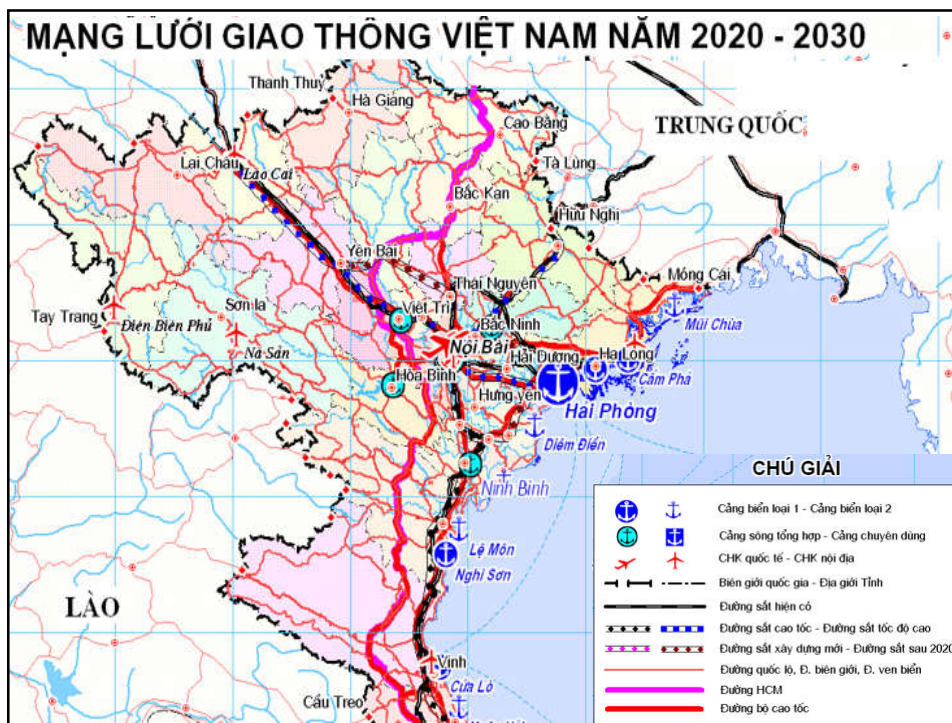 MẠNG LƯỚI GIAO THÔNG VIỆT NAM NĂM 2020 - 2030
Thanh Thuỷ
Hà Giang
Cao Bằng
TRUNG QUỐC
Lai Châu
Lào Cai
Tà Lùng
Bắc Kạn
Hữu Nghị
Yên Bái
Móng Cái
Thái Nguyên
Sơn la
Việt Trì
Mũi Chùa
Tây Trang
Điện Biên Phủ
Bắc Ninh
Nà Sản
Nội Bài
Hạ Long
Hải Dương
Cẩm Phả
Hòa Bình
Hưng yên
Hải Phòng
Diêm Điền
Ninh Bình
CHÚ GIẢI
Cảng biển loại 1 - Cảng biển loại 2
Cảng sông tổng hợp - Cảng chuyên dùng
CHK quốc tế - CHK nội địa
Biên giới quốc gia - Địa giới Tỉnh
Đường sắt hiện có
Đường sắt cao tốc - Đường sắt tốc độ cao
Đường sắt xây dựng mới - Đường sắt sau 2020
Đường quốc lộ, Đ. biên giới, Đ. ven biển
Đường HCM
Đường bộ cao tốc
Lệ Môn
Nghi Sơn
LÀO
Vinh
Cửa Lò
Cầu Treo